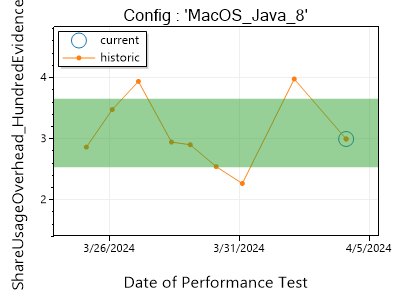 Config : 'MacOS_Java_8'
current
historic
ShareUsageOverhead_HundredEvidence
4
3
2
3/26/2024
3/31/2024
4/5/2024
Date of Performance Test